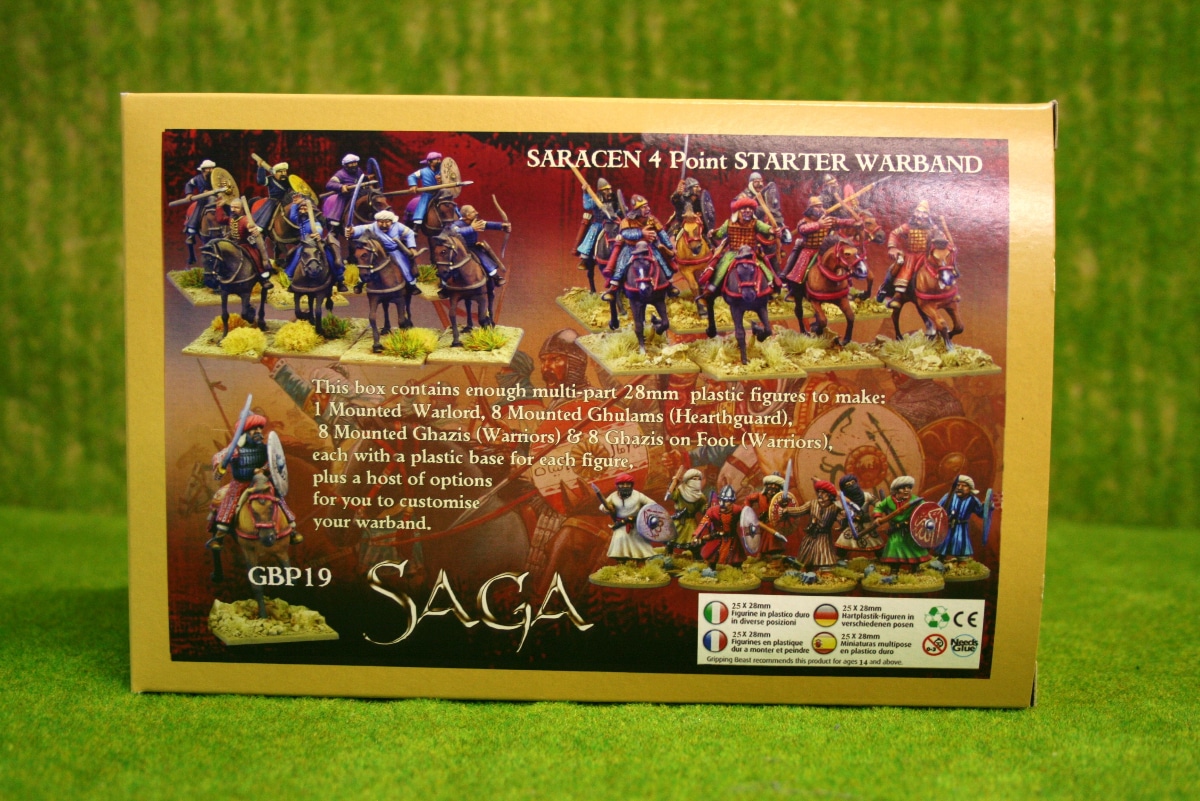 SARACEN 4 Point STARTER WARBAND
This box contains enough multi-part 28mm plastic figures to make:
1 Mounted Warlord, 8 Mounted Ghulams (Hearthguard),
8 Mounted Ghazis (Warriors) & 8 Ghazis on Foot (Warriors),
each with a plastic base for each figure,
plus a host of options
for you to customise
your warband.
GBP19
SAGA
25 X 28mm
Figurine in plastico duro
in diverse posizioni
25 X 28mm
Hartplastik-figuren in
verschiedenen posen
CE
25 X 28mm
Figurines en plastique
dur a monter et peindre
25 X 28mm
Miniaturas multipose
en plastico duro
0-3
Needs
Glue
Gripping Beast recommends this product for ages 14 and above.